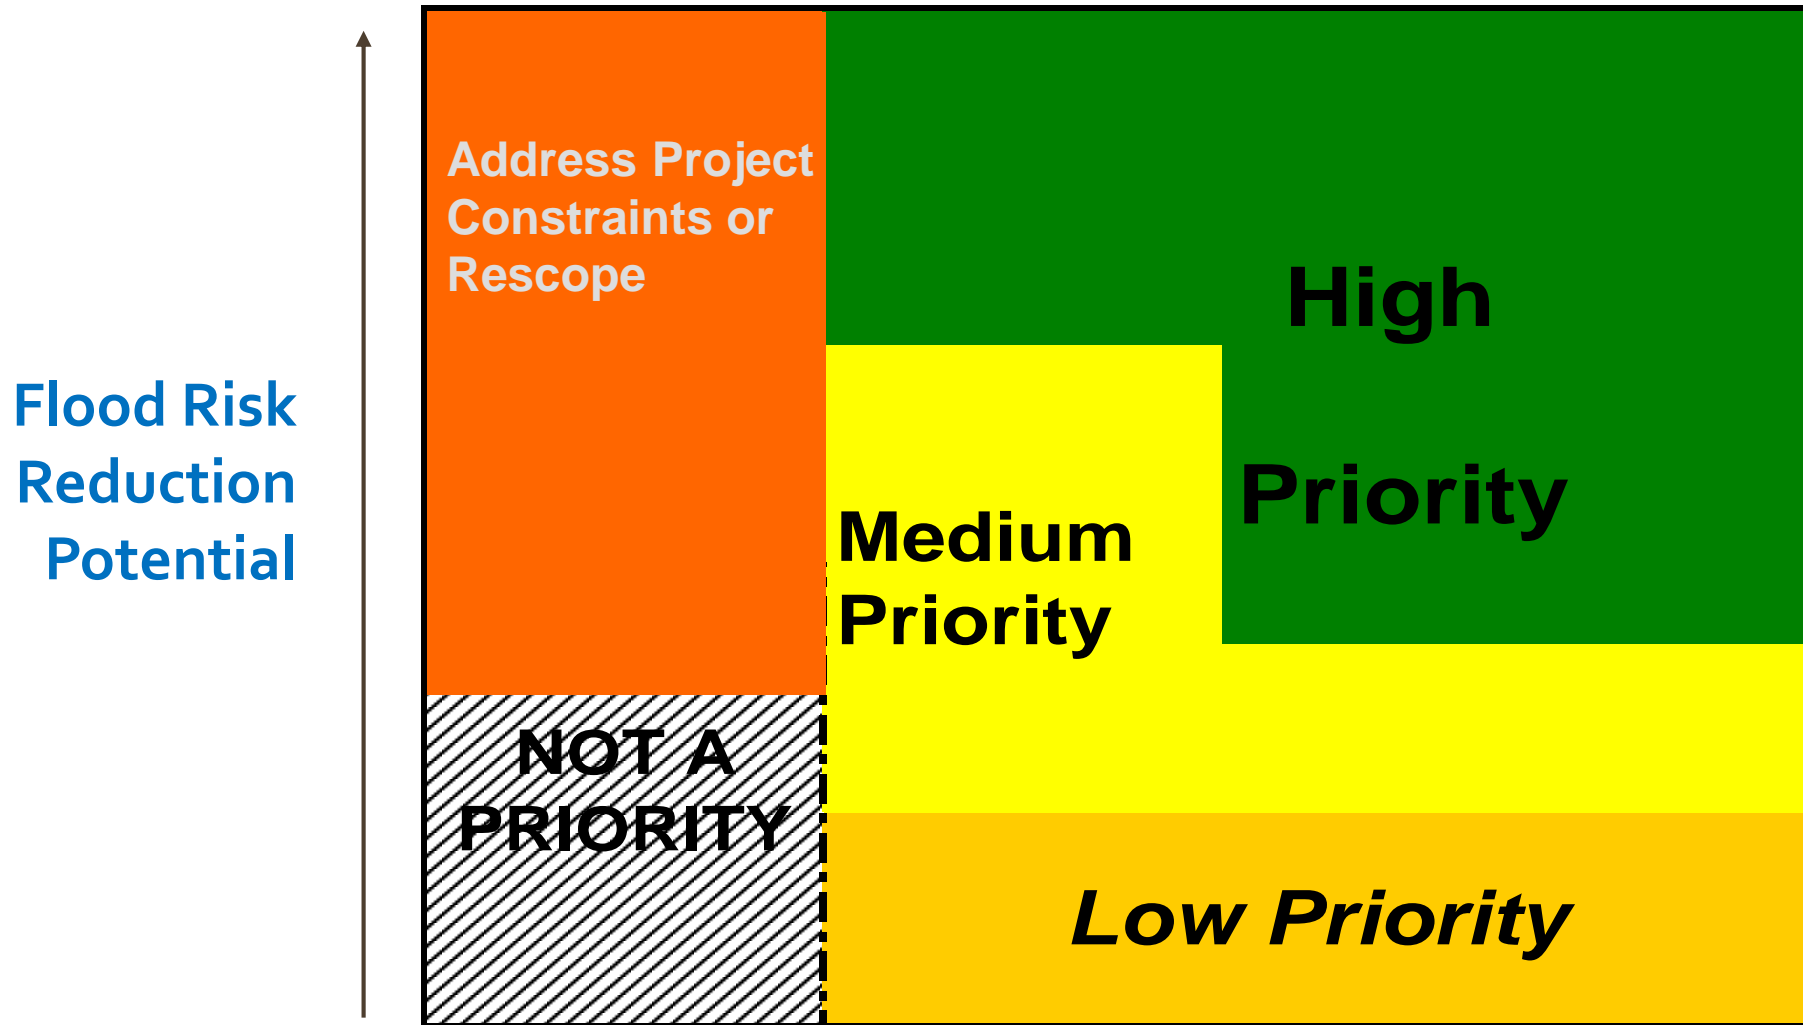 Flood Risk
Reduction
Potential
Address Project
Constraints or
Rescope
High
Priority
Medium
Priority
NOT A
PRIORITY
Low Priority